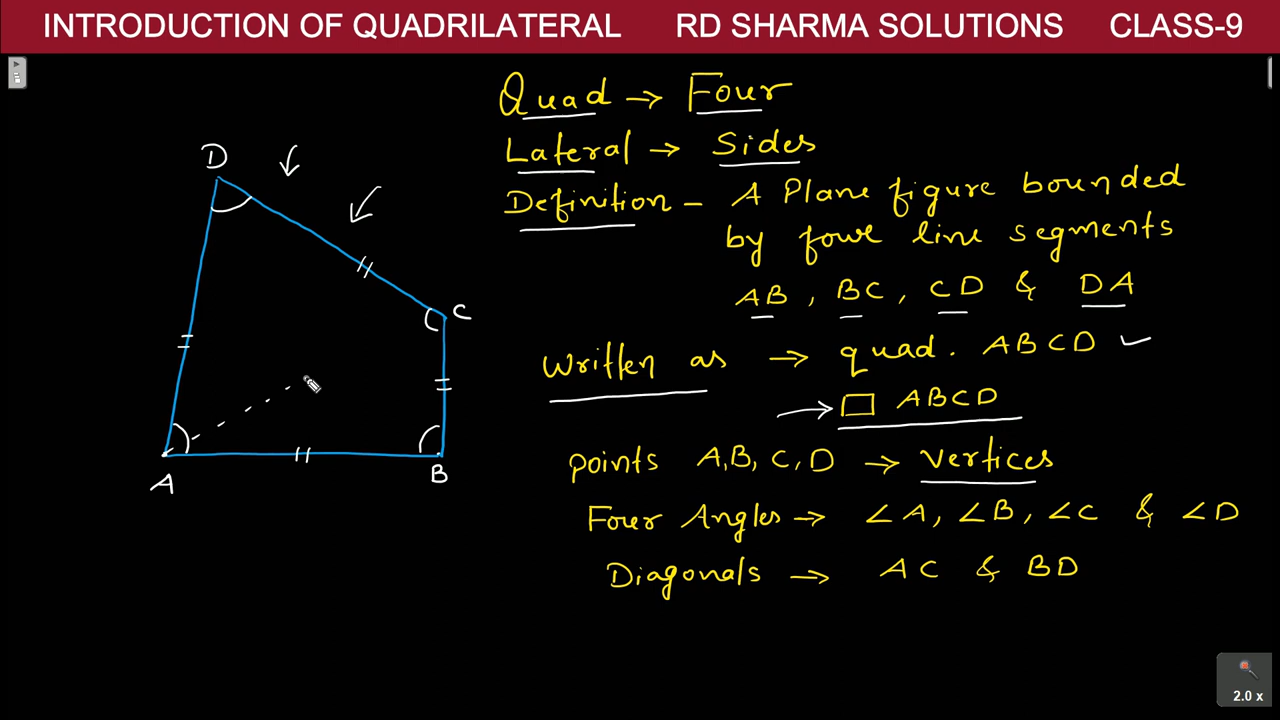 INTRODUCTION OF QUADRILATERAL RD SHARMA SOLUTIONS CLASS-9
Quad → Four
Lateral → Sides
Definition - A Plane figure bounded
by four line segments
AB, BC, CD & DA
Written as → quad. ABCD ✓
→ □ ABCD
points A, B, C, D → Vertices
Four Angles → ∠A, ∠B, ∠C & ∠D
Diagonals → AC & BD
D
C
A
B
2.0 x